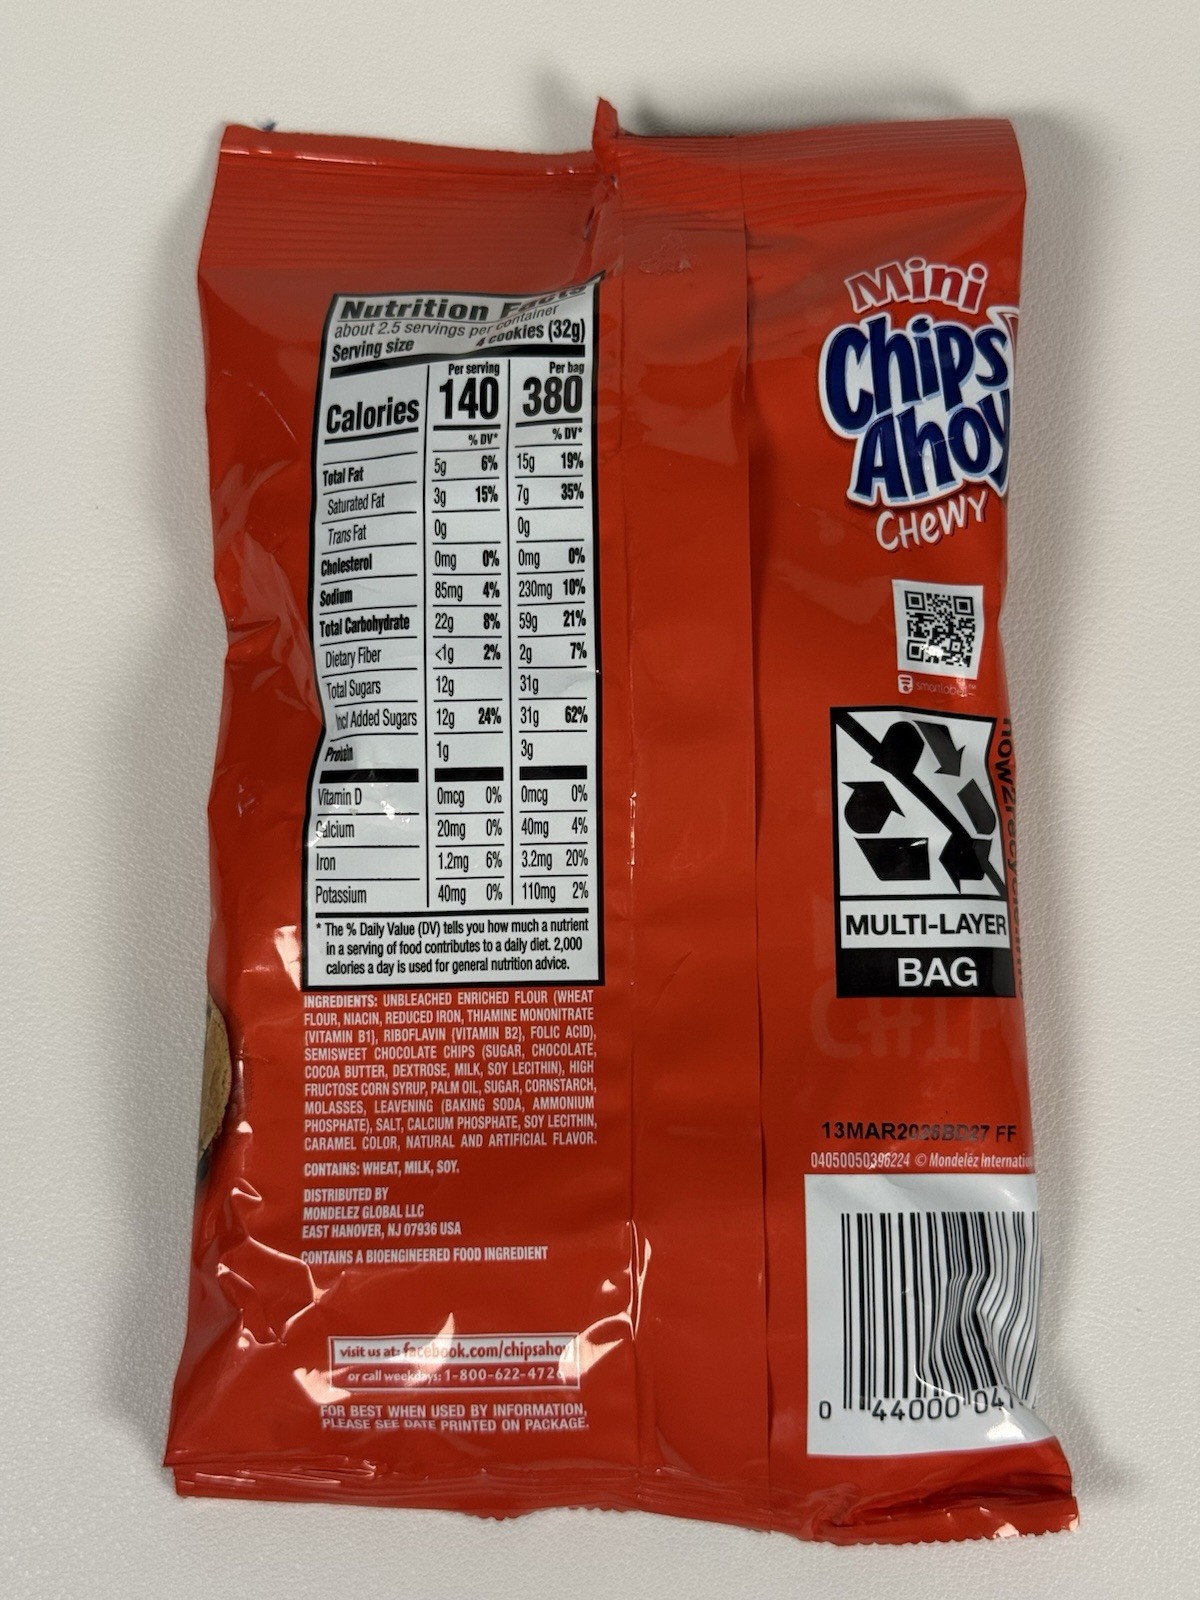 Nutrition Facts
about 2.5 servings per container
Serving size 4 cookies (32g)
Per serving Per bag
Calories 140 380
% DV* % DV*
Total Fat 5g 6% 15g 19%
Saturated Fat 3g 15% 7g 35%
Trans Fat 0g 0g
Cholesterol 0mg 0% 0mg 0%
Sodium 85mg 4% 230mg 10%
Total Carbohydrate 22g 8% 59g 21%
Dietary Fiber <1g 2% 2g 7%
Total Sugars 12g 31g
Incl Added Sugars 12g 24% 31g 62%
Protein 1g 3g
Vitamin D 0mcg 0% 0mcg 0%
Calcium 20mg 0% 40mg 4%
Iron 1.2mg 6% 3.2mg 20%
Potassium 40mg 0% 110mg 2%
* The % Daily Value (DV) tells you how much a nutrient
in a serving of food contributes to a daily diet. 2,000
calories a day is used for general nutrition advice.
INGREDIENTS: UNBLEACHED ENRICHED FLOUR (WHEAT
FLOUR, NIACIN, REDUCED IRON, THIAMINE MONONITRATE
{VITAMIN B1}, RIBOFLAVIN {VITAMIN B2}, FOLIC ACID),
SEMISWEET CHOCOLATE CHIPS (SUGAR, CHOCOLATE,
COCOA BUTTER, DEXTROSE, MILK, SOY LECITHIN), HIGH
FRUCTOSE CORN SYRUP, PALM OIL, SUGAR, CORNSTARCH,
MOLASSES, LEAVENING (BAKING SODA, AMMONIUM
PHOSPHATE), SALT, CALCIUM PHOSPHATE, SOY LECITHIN,
CARAMEL COLOR, NATURAL AND ARTIFICIAL FLAVOR.
CONTAINS: WHEAT, MILK, SOY.
DISTRIBUTED BY
MONDELEZ GLOBAL LLC
EAST HANOVER, NJ 07936 USA
CONTAINS A BIOENGINEERED FOOD INGREDIENT
visit us at: facebook.com/chipsahoy
or call weekdays: 1-800-622-472
FOR BEST WHEN USED BY INFORMATION,
PLEASE SEE DATE PRINTED ON PACKAGE.
Mini
Chips
Ahoy
CHeWY
smartlabel™
MULTI-LAYER
BAG
CHIP
13MAR2026BD27 FF
04050050396224 © Mondelēz Internatio
0 44000 04